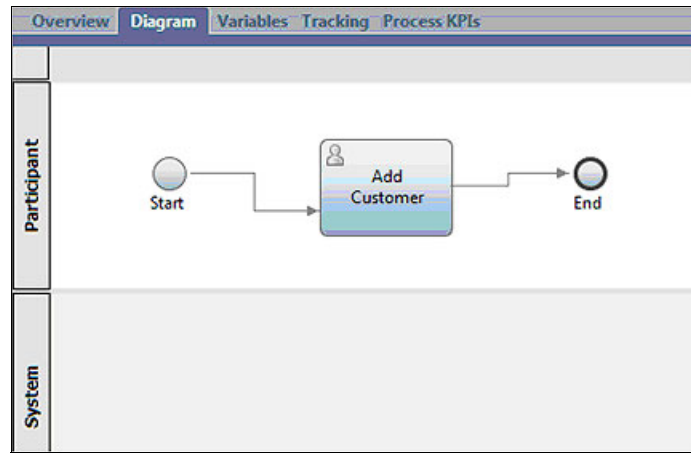 Overview Diagram Variables Tracking Process KPIs
Participant
Start
Add
Customer
End
System